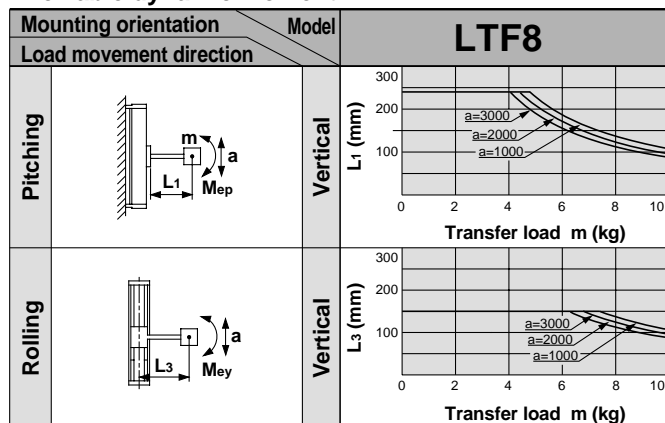 Mounting orientation Model
Load movement direction
LTF8
Pitching
m
a
L1
Mep
Vertical
L1 (mm)
300
200
100
a=3000
a=2000
a=1000
0 2 4 6 8 10
Transfer load m (kg)
Rolling
a
L3
Mey
Vertical
L3 (mm)
300
200
100
a=3000
a=2000
a=1000
0 2 4 6 8 10
Transfer load m (kg)